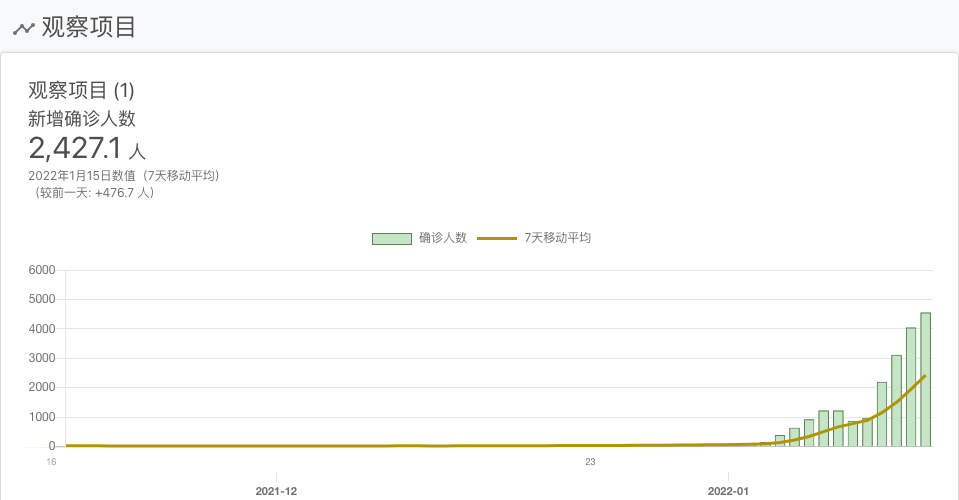 观察项目
观察项目 (1)
新增确诊人数
2,427.1 人
2022年1月15日数值（7天移动平均）
（较前一天: +476.7 人）
确诊人数 7天移动平均
6000
5000
4000
3000
2000
1000
0
16 23
2021-12 2022-01